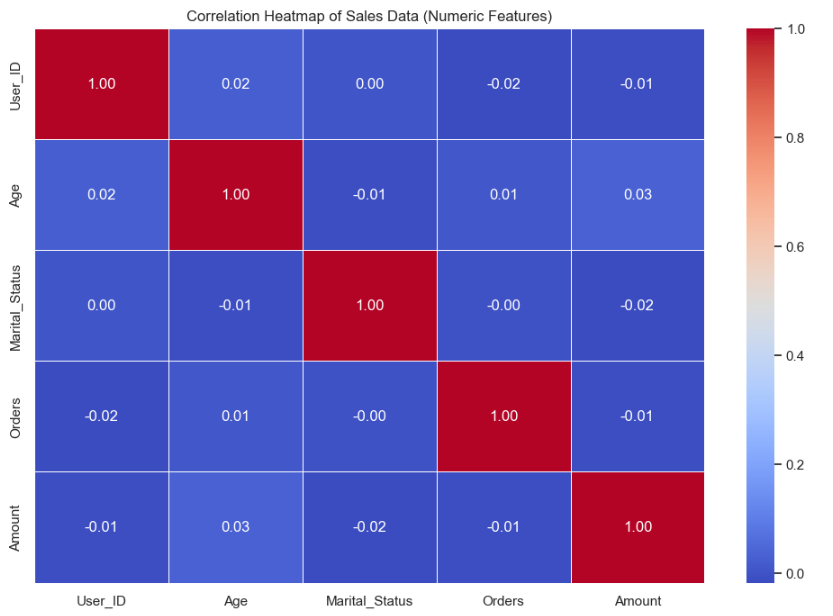 Correlation Heatmap of Sales Data (Numeric Features)
User_ID 1.00 0.02 0.00 -0.02 -0.01
Age 0.02 1.00 -0.01 0.01 0.03
Marital_Status 0.00 -0.01 1.00 -0.00 -0.02
Orders -0.02 0.01 -0.00 1.00 -0.01
Amount -0.01 0.03 -0.02 -0.01 1.00
User_ID Age Marital_Status Orders Amount
1.0
0.8
0.6
0.4
0.2
0.0